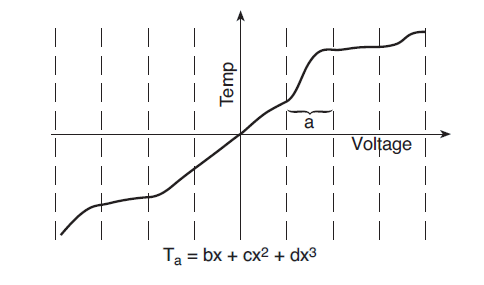 Temp
a
Voltage
Tₐ = bx + cx² + dx³